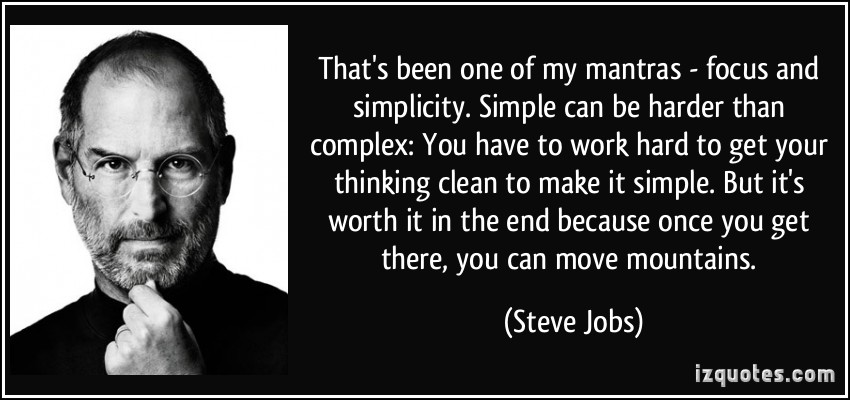 That's been one of my mantras - focus and
simplicity. Simple can be harder than
complex: You have to work hard to get your
thinking clean to make it simple. But it's
worth it in the end because once you get
there, you can move mountains.
(Steve Jobs)
izquotes.com